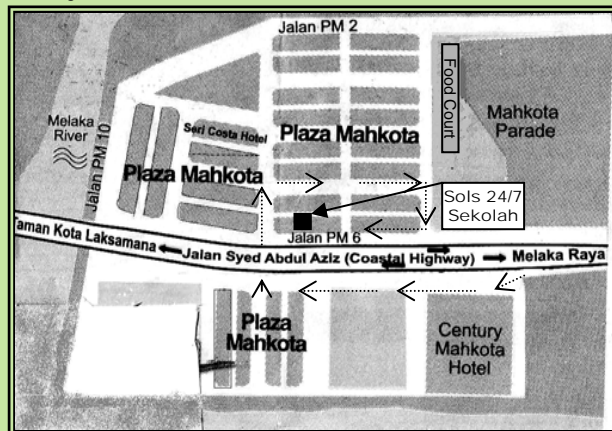 Jalan PM 2
Melaka
River
Jalan PM 10
Seri Costa Hotel
Plaza Mahkota
Plaza Mahkota
Food Court
Mahkota
Parade
Sols 24/7
Sekolah
Jalan PM 6
Taman Kota Laksamana
Jalan Syed Abdul Aziz (Coastal Highway)
Melaka Raya
Plaza
Mahkota
Century
Mahkota
Hotel